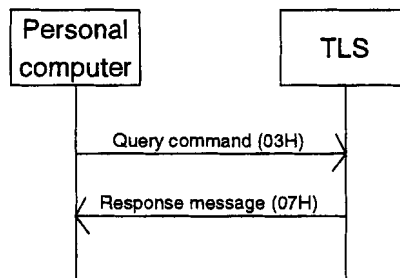 Personal
computer
TLS
Query command (03H)
Response message (07H)